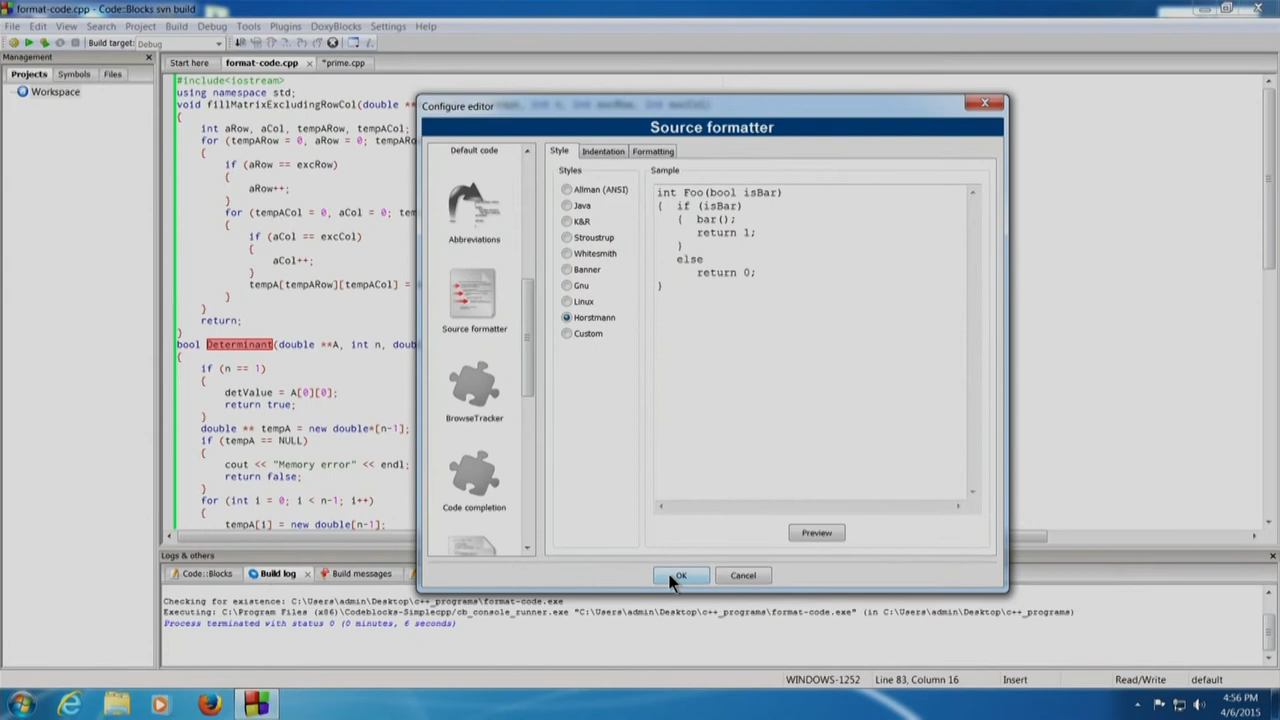 format-code.cpp - Code::Blocks svn build
File Edit View Search Project Build Debug Tools Plugins DoxyBlocks Settings Help
Build target: Debug
Management
Projects Symbols Files
Workspace
Start here format-code.cpp *prime.cpp
#include<iostream>
using namespace std;
void fillMatrixExcludingRowCol(double **
{
int aRow, aCol, tempARow, tempACol;
for (tempARow = 0, aRow = 0; tempARo
{
if (aRow == excRow)
{
aRow++;
}
for (tempACol = 0, aCol = 0; tem
{
if (aCol == excCol)
{
aCol++;
}
tempA[tempARow][tempACol] =
}
}
return;
}
bool Determinant(double **A, int n, doub
{
if (n == 1)
{
detValue = A[0][0];
return true;
}
double ** tempA = new double*[n-1];
if (tempA == NULL)
{
cout << "Memory error" << endl;
return false;
}
for (int i = 0; i < n-1; i++)
{
tempA[i] = new double[n-1];
Configure editor
Source formatter
Default code
Abbreviations
Source formatter
BrowseTracker
Code completion
Style Indentation Formatting
Styles
Allman (ANSI)
Java
K&R
Stroustrup
Whitesmith
Banner
Gnu
Linux
Horstmann
Custom
Sample
int Foo(bool isBar)
{ if (isBar)
{ bar();
return 1;
}
else
return 0;
}
Preview
OK Cancel
Logs & others
Code::Blocks Build log Build messages
Checking for existence: C:\Users\admin\Desktop\c++_programs\format-code.exe
Executing: C:\Program Files (x86)\Codeblocks-Simplecpp/cb_console_runner.exe "C:\Users\admin\Desktop\c++_programs\format-code.exe" (in C:\Users\admin\Desktop\c++_programs)
Process terminated with status 0 (0 minutes, 6 seconds)
WINDOWS-1252 Line 83, Column 16 Insert Read/Write default
4:56 PM
4/6/2015